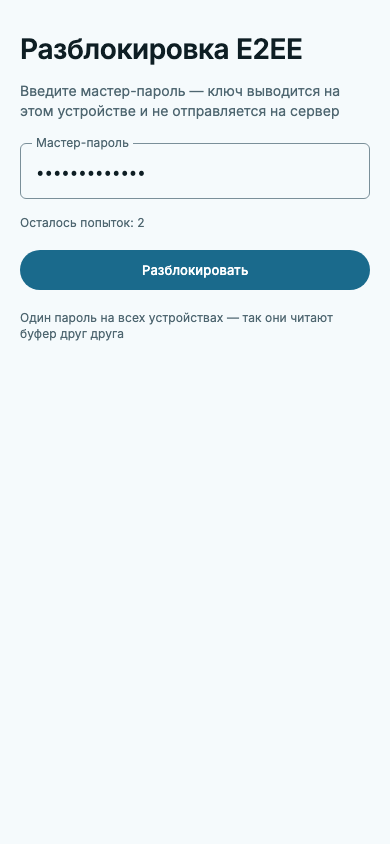 Разблокировка E2EE
Введите мастер-пароль — ключ выводится на
этом устройстве и не отправляется на сервер
Мастер-пароль
•••••••••••••
Осталось попыток: 2
Разблокировать
Один пароль на всех устройствах — так они читают
буфер друг друга